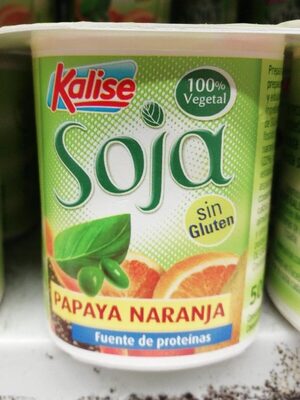 Kalise
100%
Vegetal
Soja
sin
Gluten
PAPAYA NARANJA
Fuente de proteínas